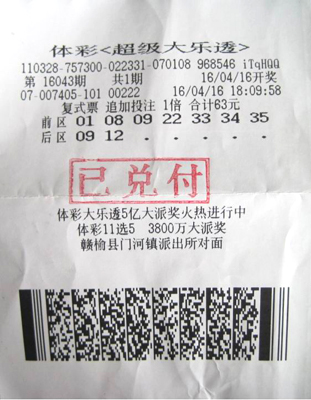 体彩<超级大乐透>
110328-757300-022331-070108 968546 iTqHQQ
第 16043期 共1期 16/04/16开奖
07-007405-101 00222 16/04/16 18:09:58
复式票 追加投注 1倍 合计63元
前区 01 08 09 22 33 34 35
后区 09 12
已兑付
体彩大乐透5亿大派奖火热进行中
体彩11选5 3800万大派奖
赣榆县门河镇派出所对面